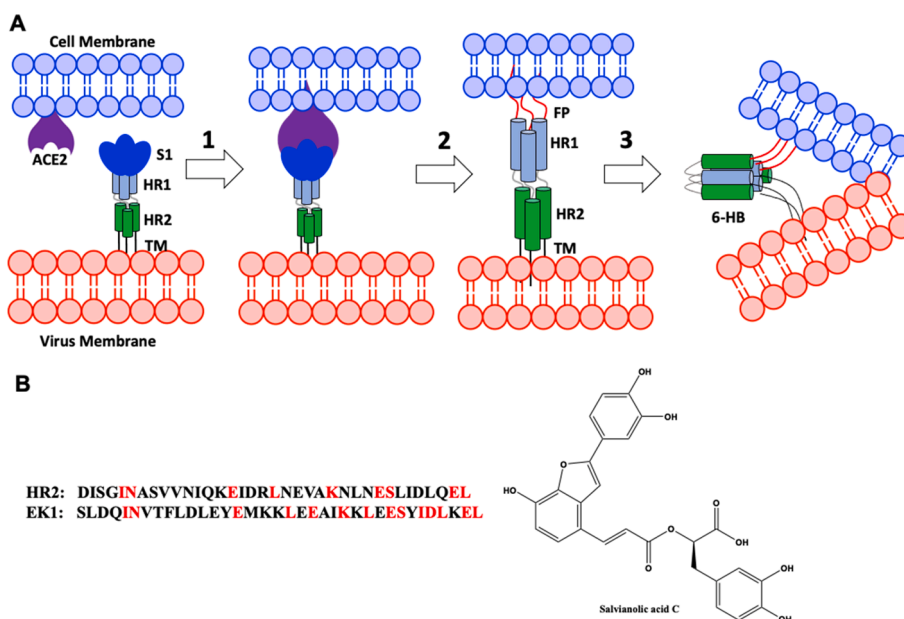 A
Cell Membrane
1
2
3
FP
ACE2
S1
HR1
HR1
HR2
HR2
6-HB
TM
TM
Virus Membrane
B
OH
OH
O
HO
HR2: DISGINASVVNIQKEIDRLNEVAKNLNESLIDLQEL
EK1: SLDQINVTFLDLEYEMKKLEEAIKKLEESYIDLKEL
O
O
OH
O
OH
OH
Salvianolic acid C